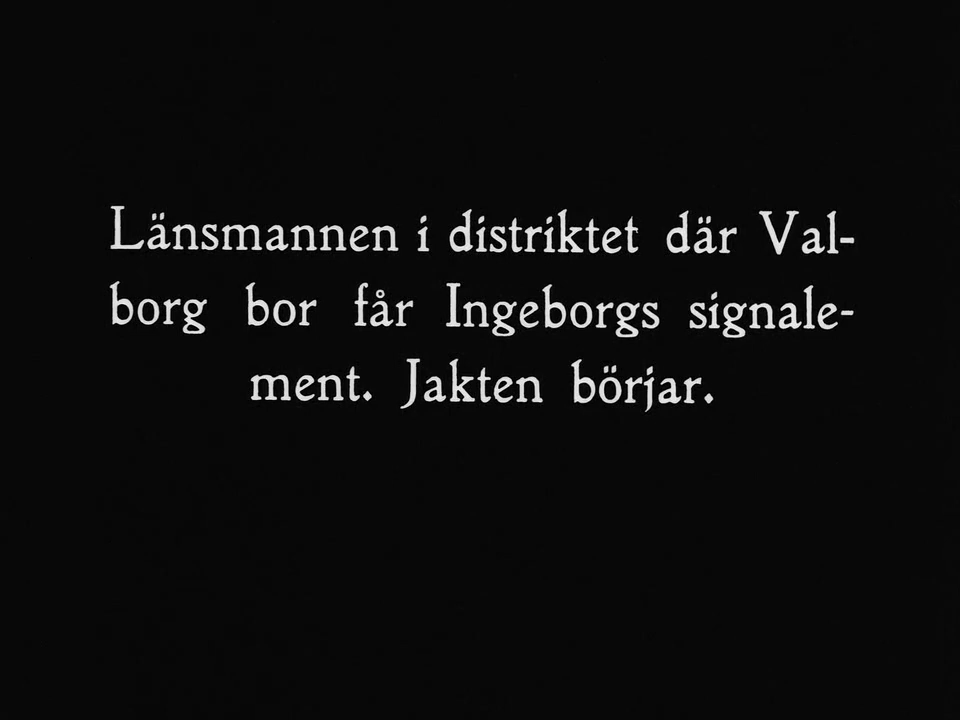 Länsmannen i distriktet där Val-
borg bor får Ingeborgs signale-
ment. Jakten börjar.